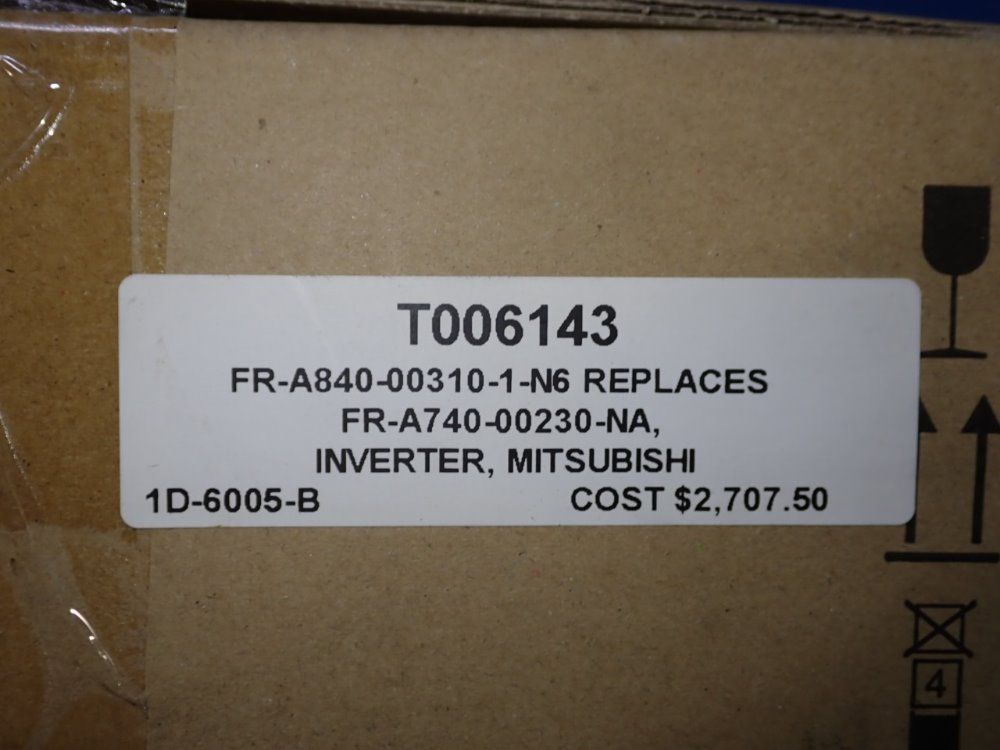 T006143
FR-A840-00310-1-N6 REPLACES
FR-A740-00230-NA,
INVERTER, MITSUBISHI
1D-6005-B COST $2,707.50
4